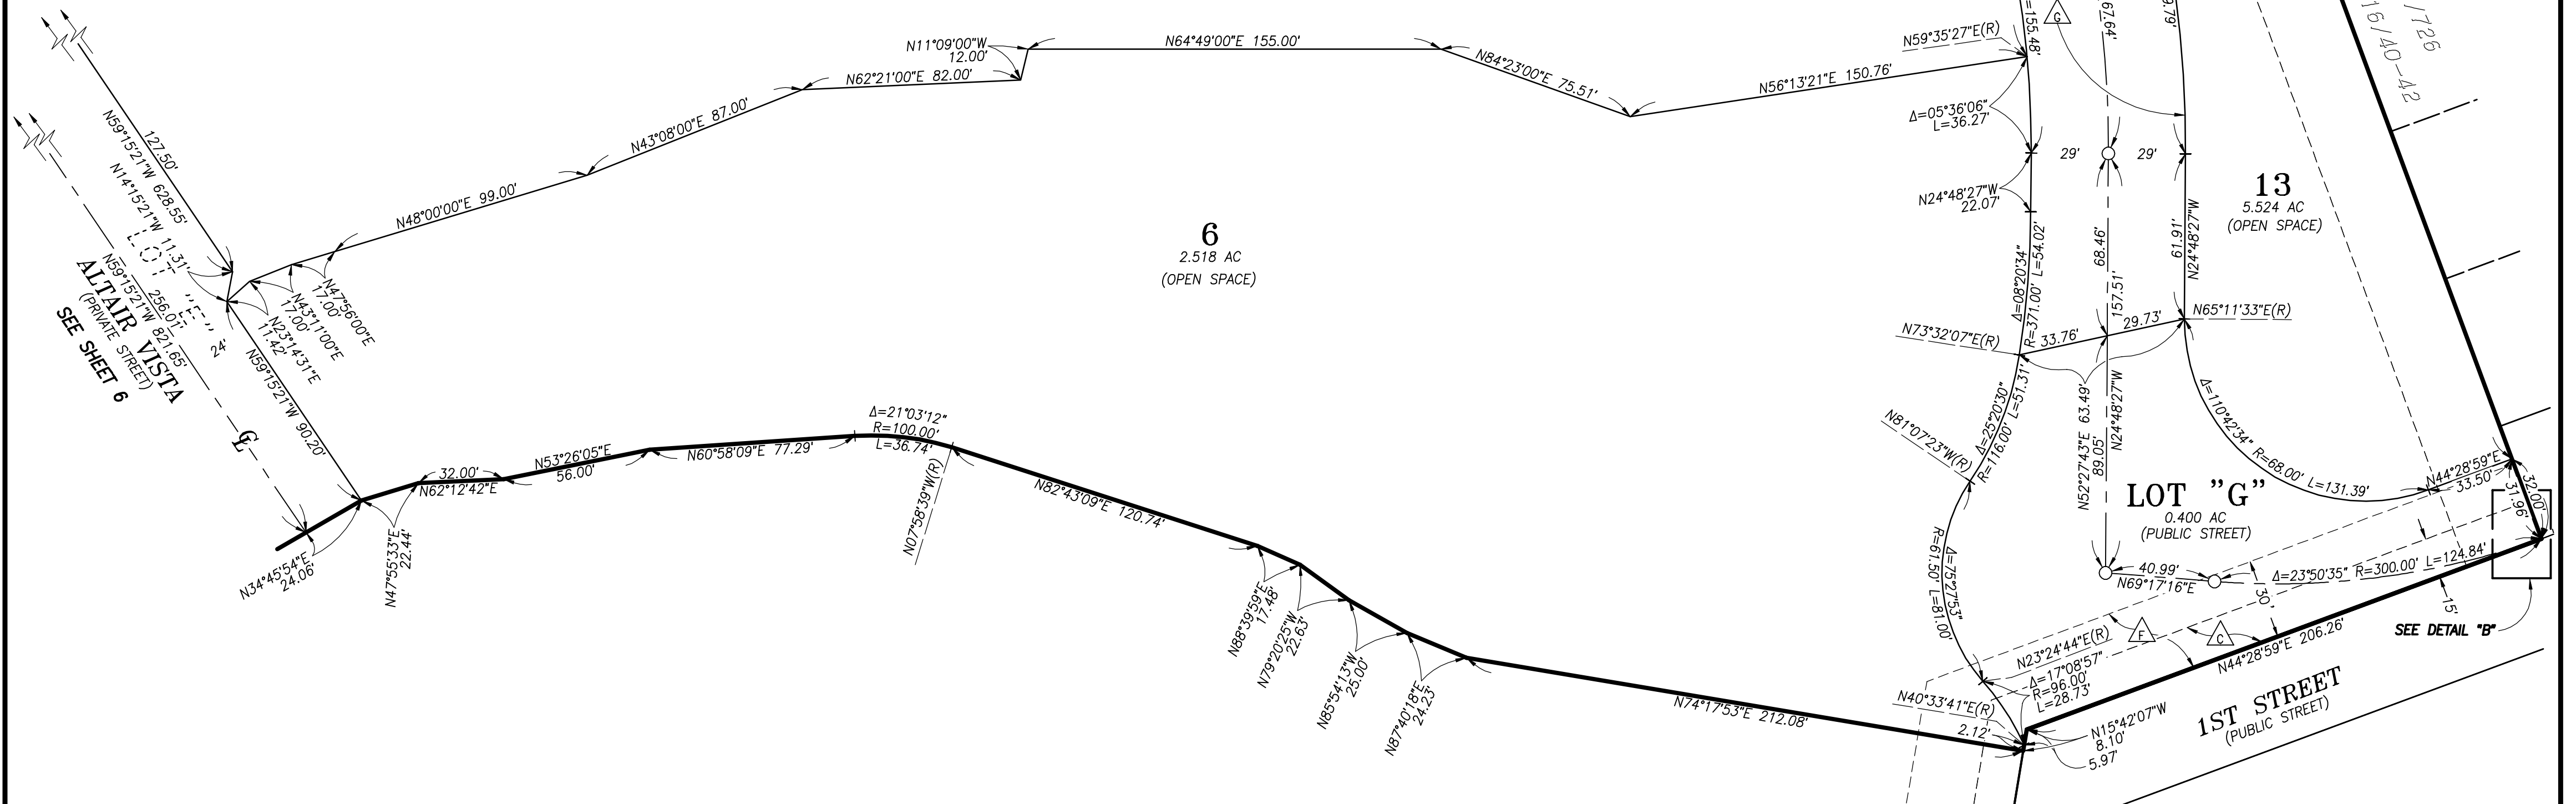 N11°09'00"W
12.00'
N64°49'00"E 155.00'
N62°21'00"E 82.00'
N84°23'00"E 75.51'
N59°35'27"E(R)
N56°13'21"E 150.76'
N43°08'00"E 87.00'
N48°00'00"E 99.00'
127.50'
N59°15'21"W 628.55'
N14°15'21"W 11.31'
LOT "E"
24'
256.01'
N59°15'21"W 821.65'
ALTAIR VISTA
(PRIVATE STREET)
SEE SHEET 6
N47°56'00"E
17.00'
N43°11'00"E
17.00'
N23°14'31"E
11.42'
N59°15'21"W 90.20'
6
2.518 AC
(OPEN SPACE)
N34°45'54"E
24.06'
N47°55'33"E
22.44'
32.00'
N62°12'42"E
N53°26'05"E
56.00'
N60°58'09"E 77.29'
Δ=21°03'12"
R=100.00'
L=36.74'
N07°58'39"W(R)
N82°43'09"E 120.74'
N88°39'59"E
17.48'
N79°20'25"W
22.63'
N85°54'13"W
25.00'
N87°40'18"E
24.23'
N74°17'53"E 212.08'
=155.48'
G
67.64'
9.79'
/726
16/40-42
Δ=05°36'06"
L=36.27'
29'
29'
N24°48'27"W
22.07'
Δ=08°20'34"
R=371.00' L=54.02'
68.46'
157.51'
61.91'
N24°48'27"W
13
5.524 AC
(OPEN SPACE)
N73°32'07"E(R)
33.76'
29.73'
N65°11'33"E(R)
Δ=25°20'30"
R=116.00' L=51.31'
N81°07'23"W(R)
N52°27'43"E 63.49'
89.05'
N24°48'27"W
Δ=110°42'34" R=68.00' L=131.39'
N44°28'59"E
33.50'
32.00'
31.96'
LOT "G"
0.400 AC
(PUBLIC STREET)
Δ=75°27'53"
R=61.50' L=81.00'
40.99'
N69°17'16"E
Δ=23°50'35" R=300.00' L=124.84'
30'
15'
SEE DETAIL "B"
F
C
N23°24'44"E(R)
Δ=17°08'57"
R=96.00'
L=28.73'
N40°33'41"E(R)
2.12'
N15°42'07"W
8.10'
5.97'
N44°28'59"E 206.26'
1ST STREET
(PUBLIC STREET)